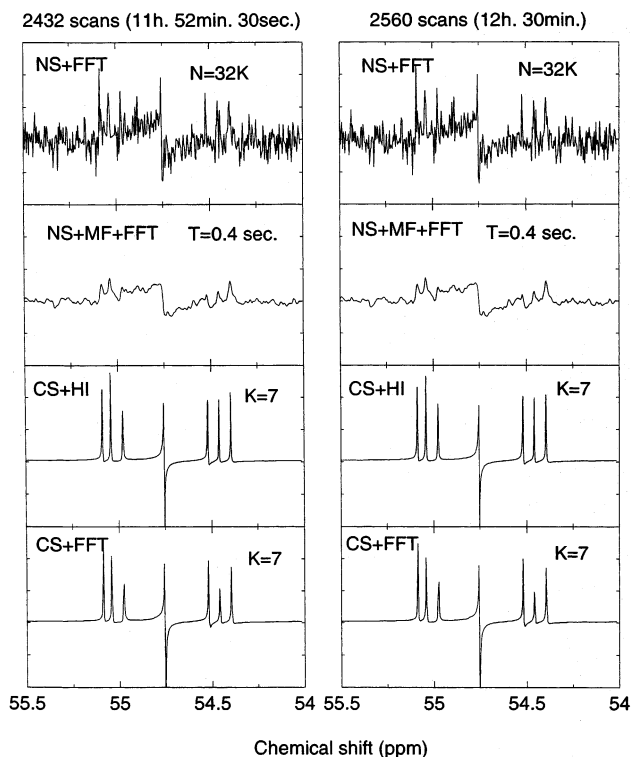 2432 scans (11h. 52min. 30sec.)
2560 scans (12h. 30min.)
NS+FFT
N=32K
NS+FFT
N=32K
NS+MF+FFT
T=0.4 sec.
NS+MF+FFT
T=0.4 sec.
CS+HI
K=7
CS+HI
K=7
CS+FFT
K=7
CS+FFT
K=7
55.5
55
54.5
54
55.5
55
54.5
54
Chemical shift (ppm)